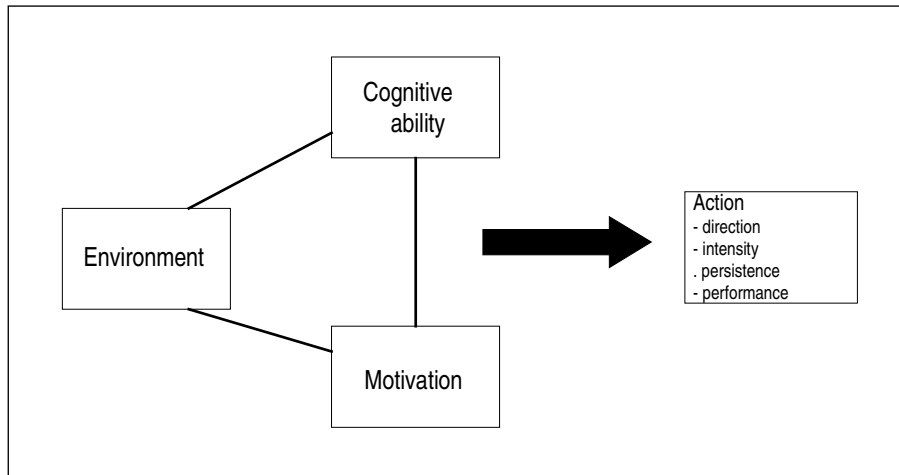 Cognitive
ability
Environment
Motivation
Action
- direction
- intensity
. persistence
- performance